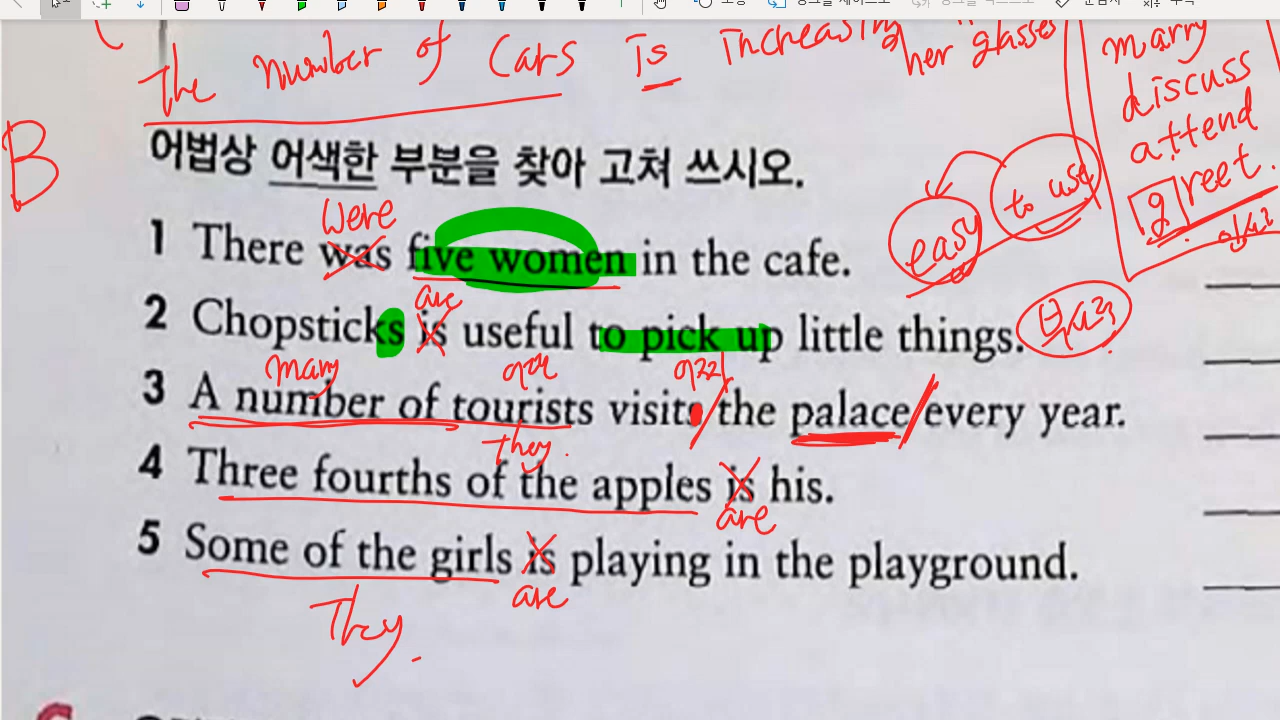 The number of Cars is increasing
her glasses
marry
discuss
attend
greet.
B
어법상 어색한 부분을 찾아 고쳐 쓰시오.
to use
easy
were
1 There was five women in the cafe.
are
2 Chopsticks is useful to pick up little things.
many
3 A number of tourists visits the palace every year.
They.
4 Three fourths of the apples is his.
are
5 Some of the girls is playing in the playground.
are
They.